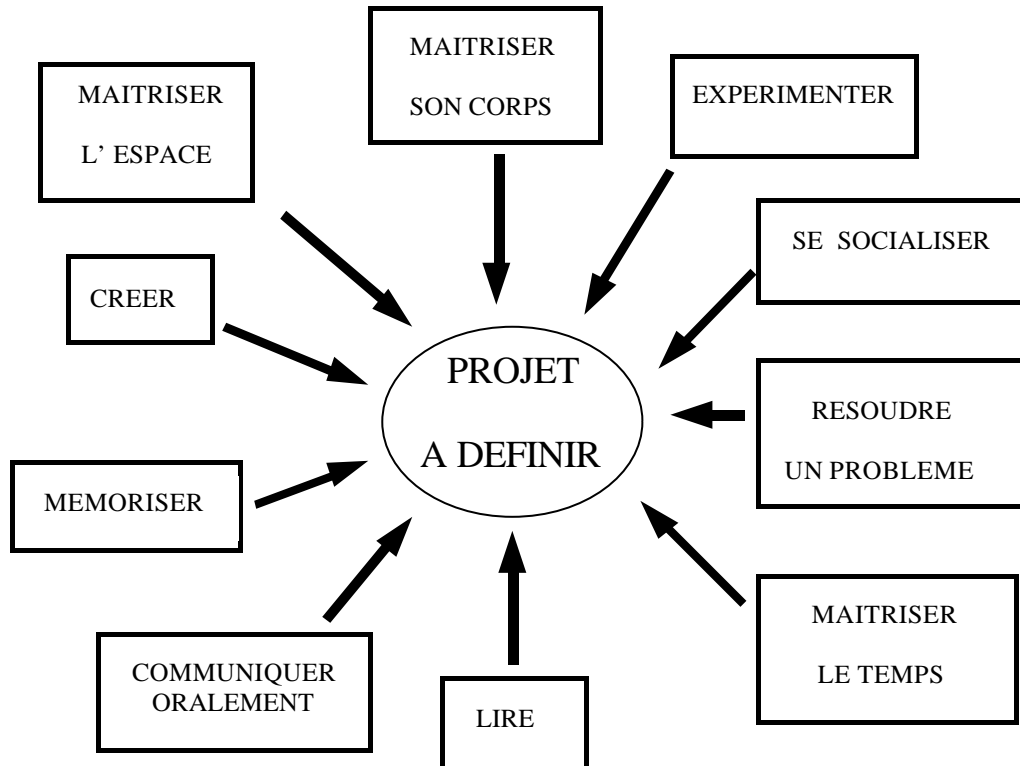 MAITRISER
SON CORPS
MAITRISER
L' ESPACE
EXPERIMENTER
SE SOCIALISER
CREER
PROJET
A DEFINIR
RESOUDRE
UN PROBLEME
MEMORISER
MAITRISER
LE TEMPS
COMMUNIQUER
ORALEMENT
LIRE